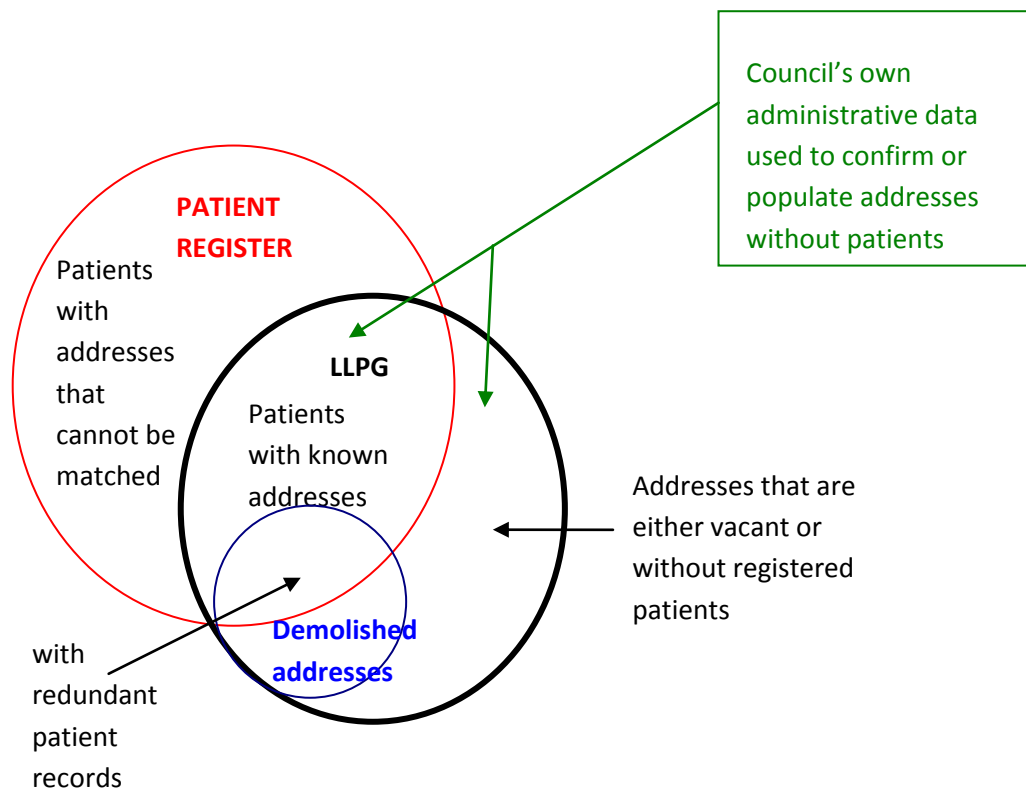 Council’s own
administrative data
used to confirm or
populate addresses
without patients
PATIENT
REGISTER
Patients
with
addresses
that
cannot be
matched
LLPG
Patients
with known
addresses
Addresses that are
either vacant or
without registered
patients
Demolished
addresses
with
redundant
patient
records